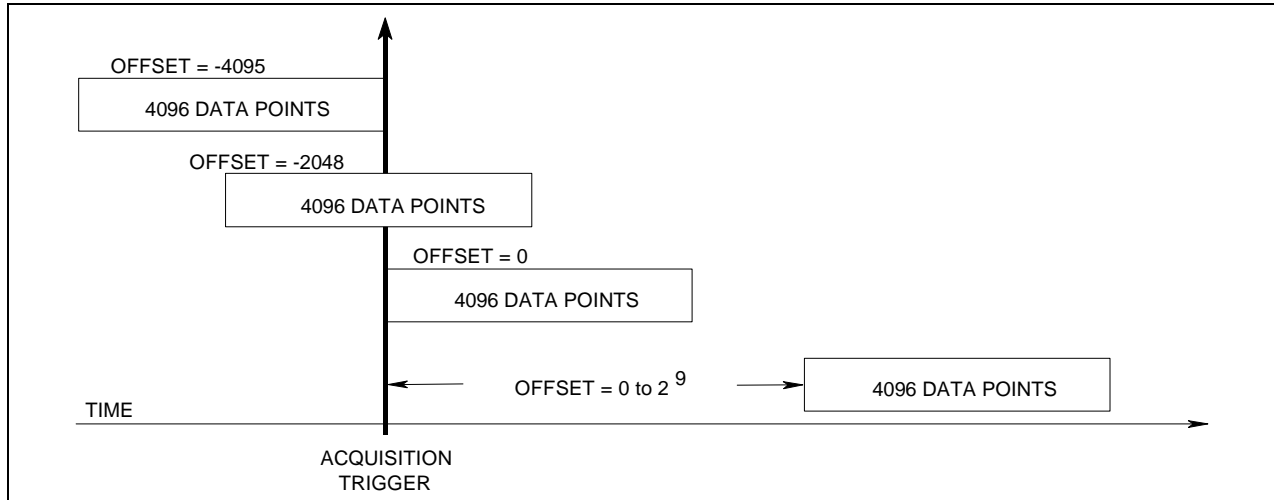 OFFSET = -4095
4096 DATA POINTS
OFFSET = -2048
4096 DATA POINTS
OFFSET = 0
4096 DATA POINTS
OFFSET = 0 to 2 9
4096 DATA POINTS
TIME
ACQUISITION
TRIGGER